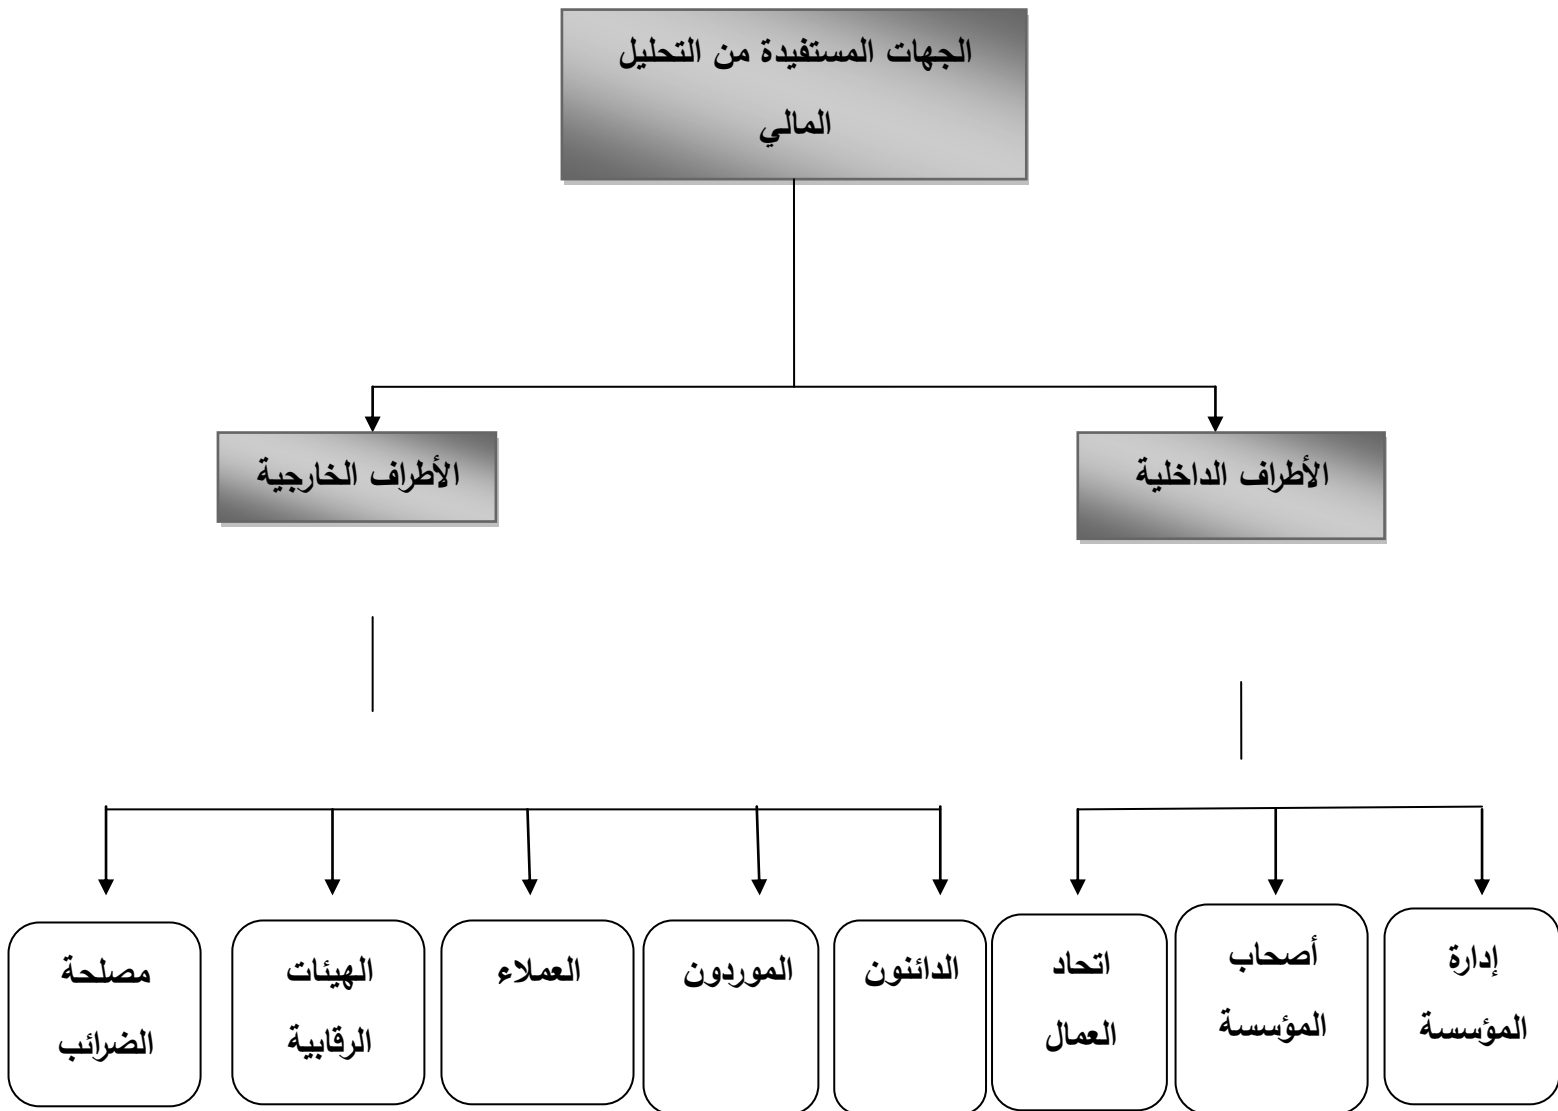 الجهات المستفيدة من التحليل
المالي
الأطراف الداخلية
الأطراف الخارجية
إدارة
المؤسسة
أصحاب
المؤسسة
اتحاد
العمال
الدائنون
الموردون
العملاء
الهيئات
الرقابية
مصلحة
الضرائب